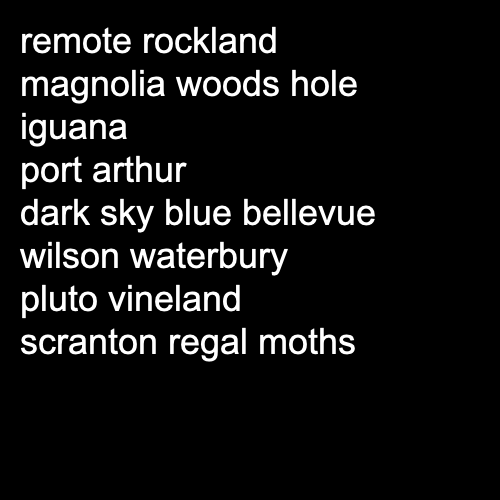 remote rockland
magnolia woods hole
iguana
port arthur
dark sky blue bellevue
wilson waterbury
pluto vineland
scranton regal moths